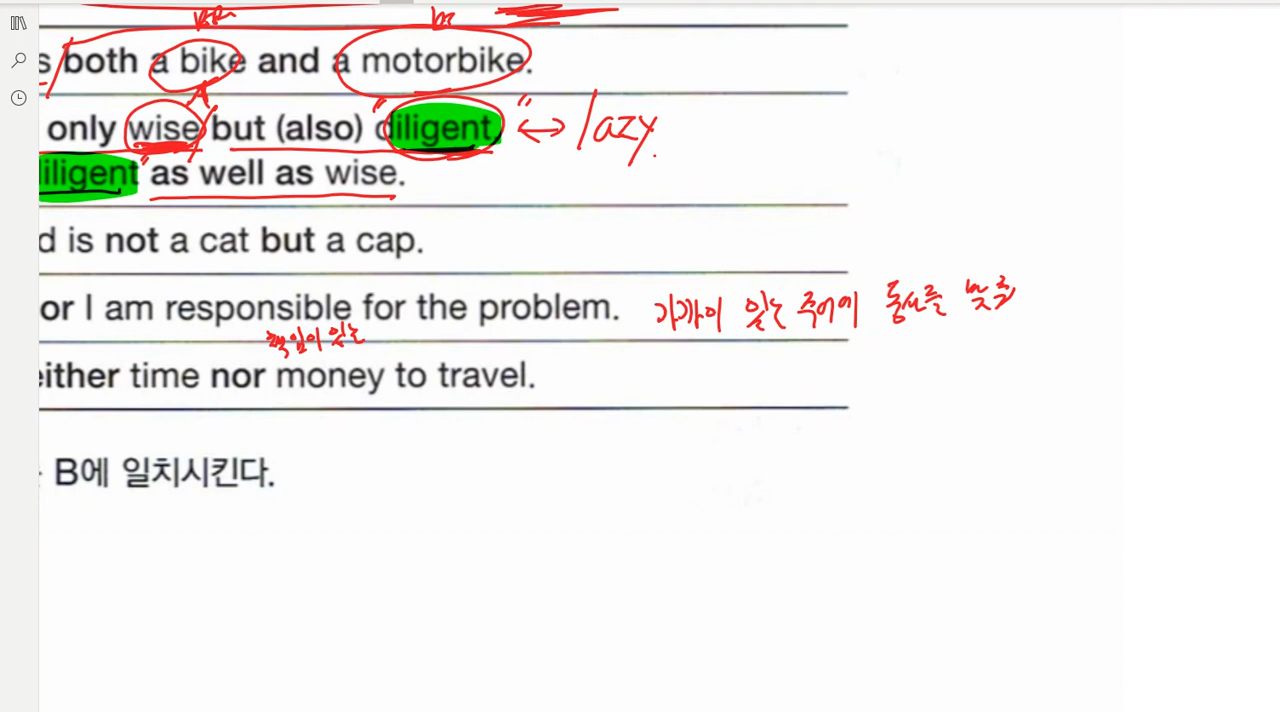 s both a bike and a motorbike.
only wise but (also) diligent, ↔ lazy.
iligent as well as wise.
d is not a cat but a cap.
or I am responsible for the problem. 가까이 있는 주어에 동사를 맞춤
책임이 있는
either time nor money to travel.
B에 일치시킨다.